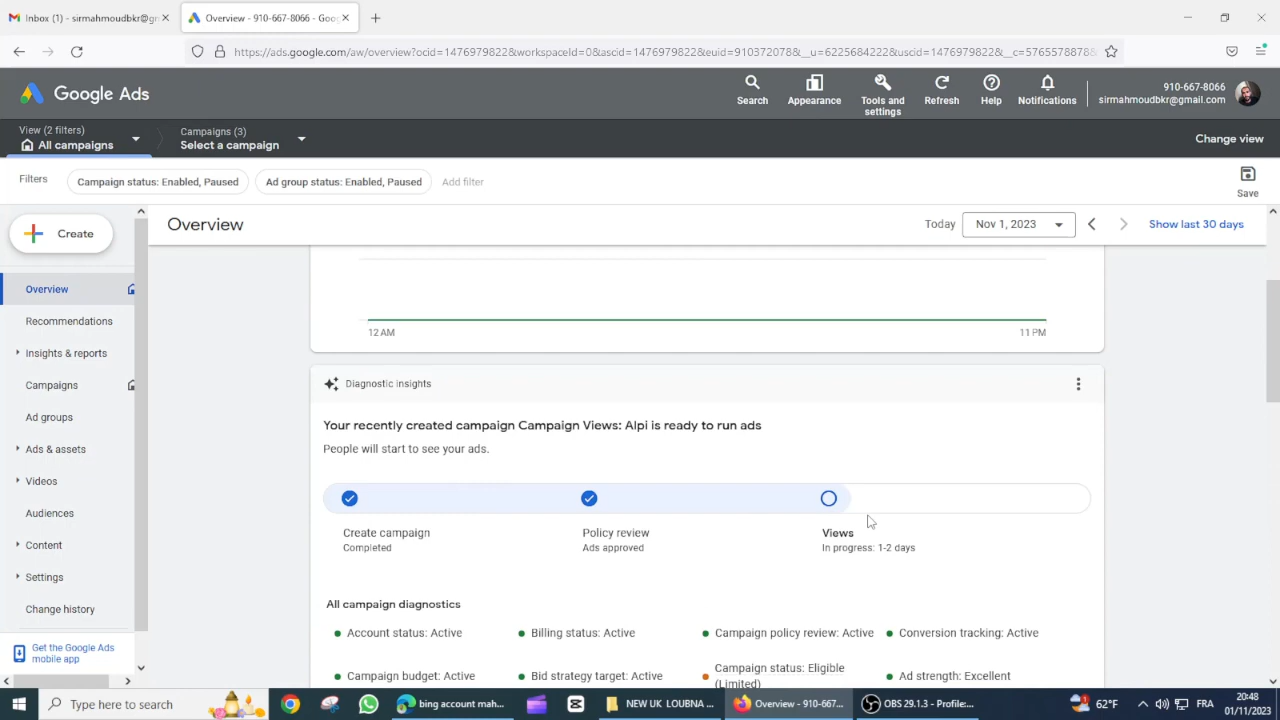 Inbox (1) - sirmahmoudbkr@gn
Overview - 910-667-8066 - Goo
https://ads.google.com/aw/overview?ocid=1476979822&workspaceId=0&ascid=1476979822&euid=910372078&__u=6225684222&uscid=1476979822&__c=5765578878&
Google Ads
Search
Appearance
Tools and
settings
Refresh
Help
Notifications
910-667-8066
sirmahmoudbkr@gmail.com
View (2 filters)
All campaigns
Campaigns (3)
Select a campaign
Change view
Filters
Campaign status: Enabled, Paused
Ad group status: Enabled, Paused
Add filter
Save
Create
Overview
Today
Nov 1, 2023
Show last 30 days
Overview
Recommendations
Insights & reports
Campaigns
Ad groups
Ads & assets
Videos
Audiences
Content
Settings
Change history
Get the Google Ads
mobile app
12 AM
11 PM
Diagnostic insights
Your recently created campaign Campaign Views: Alpi is ready to run ads
People will start to see your ads.
Create campaign
Completed
Policy review
Ads approved
Views
In progress: 1-2 days
All campaign diagnostics
Account status: Active
Billing status: Active
Campaign policy review: Active
Conversion tracking: Active
Campaign budget: Active
Bid strategy target: Active
Campaign status: Eligible
(Limited)
Ad strength: Excellent
Type here to search
bing account mah...
NEW UK LOUBNA ...
Overview - 910-667...
OBS 29.1.3 - Profile:...
62°F
FRA
20:48
01/11/2023